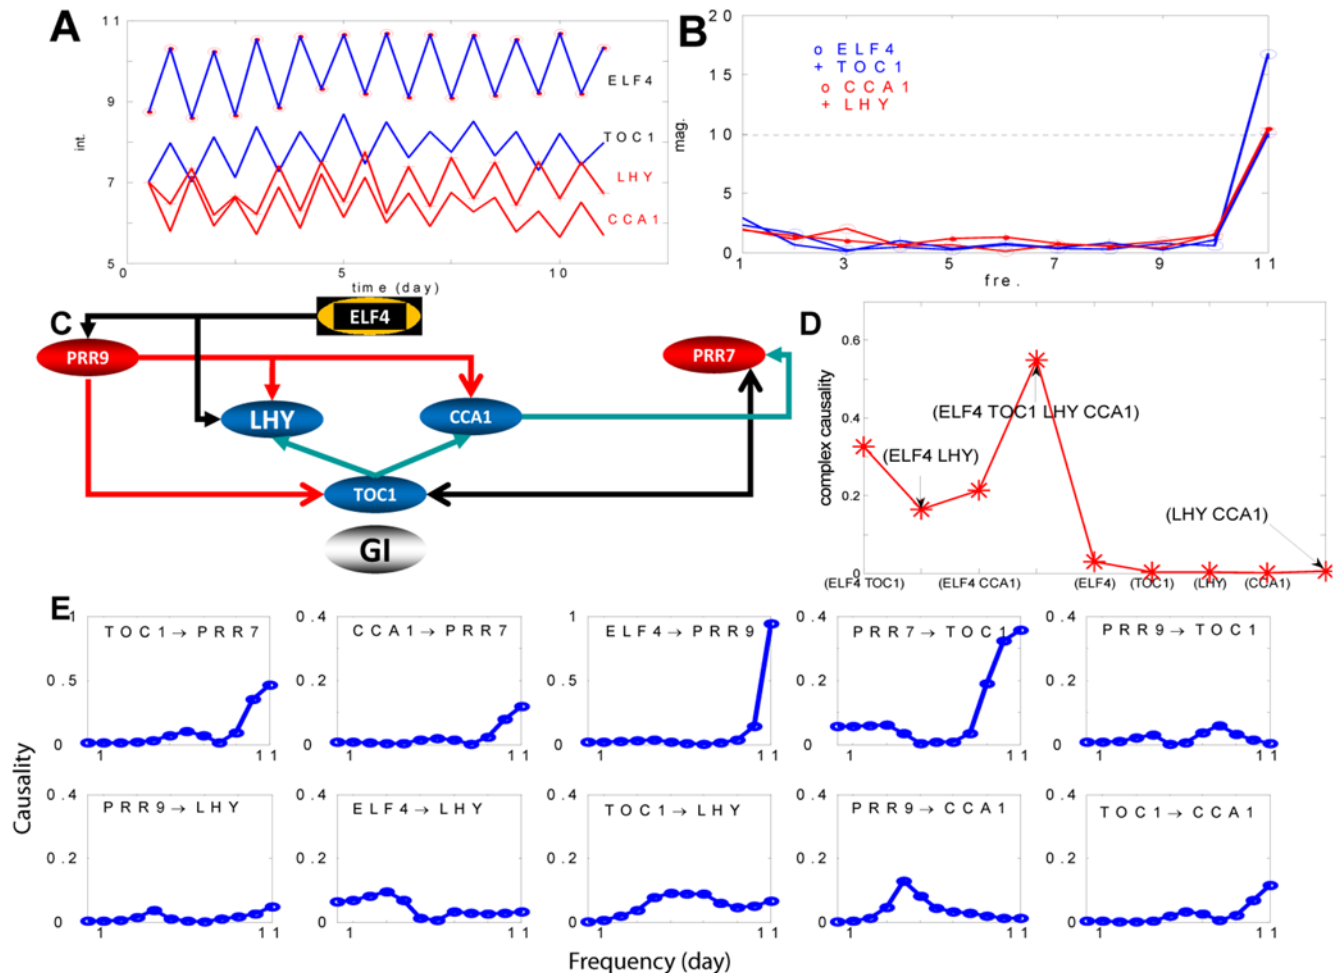 A
11
9
7
5
int.
ELF4
TOC1
LHY
CCA1
0
5
10
time (day)
B
20
15
10
5
0
mag.
o ELF4
+ TOC1
o CCA1
+ LHY
1
3
5
7
9
11
fre.
C
ELF4
PRR9
PRR7
LHY
CCA1
TOC1
GI
D
0.6
0.4
0.2
0
complex causality
(ELF4 TOC1 LHY CCA1)
(ELF4 LHY)
(LHY CCA1)
(ELF4 TOC1)
(ELF4 CCA1)
(ELF4)
(TOC1)
(LHY)
(CCA1)
E
Causality
1
0.5
0
TOC1→PRR7
1
11
0.4
0.2
0
CCA1→PRR7
1
11
1
0.5
0
ELF4→PRR9
1
11
0.4
0.2
0
PRR7→TOC1
1
11
0.4
0.2
0
PRR9→TOC1
1
11
0.4
0.2
0
PRR9→LHY
1
11
0.4
0.2
0
ELF4→LHY
1
11
0.4
0.2
0
TOC1→LHY
1
11
0.4
0.2
0
PRR9→CCA1
1
11
0.4
0.2
0
TOC1→CCA1
1
11
Frequency (day)